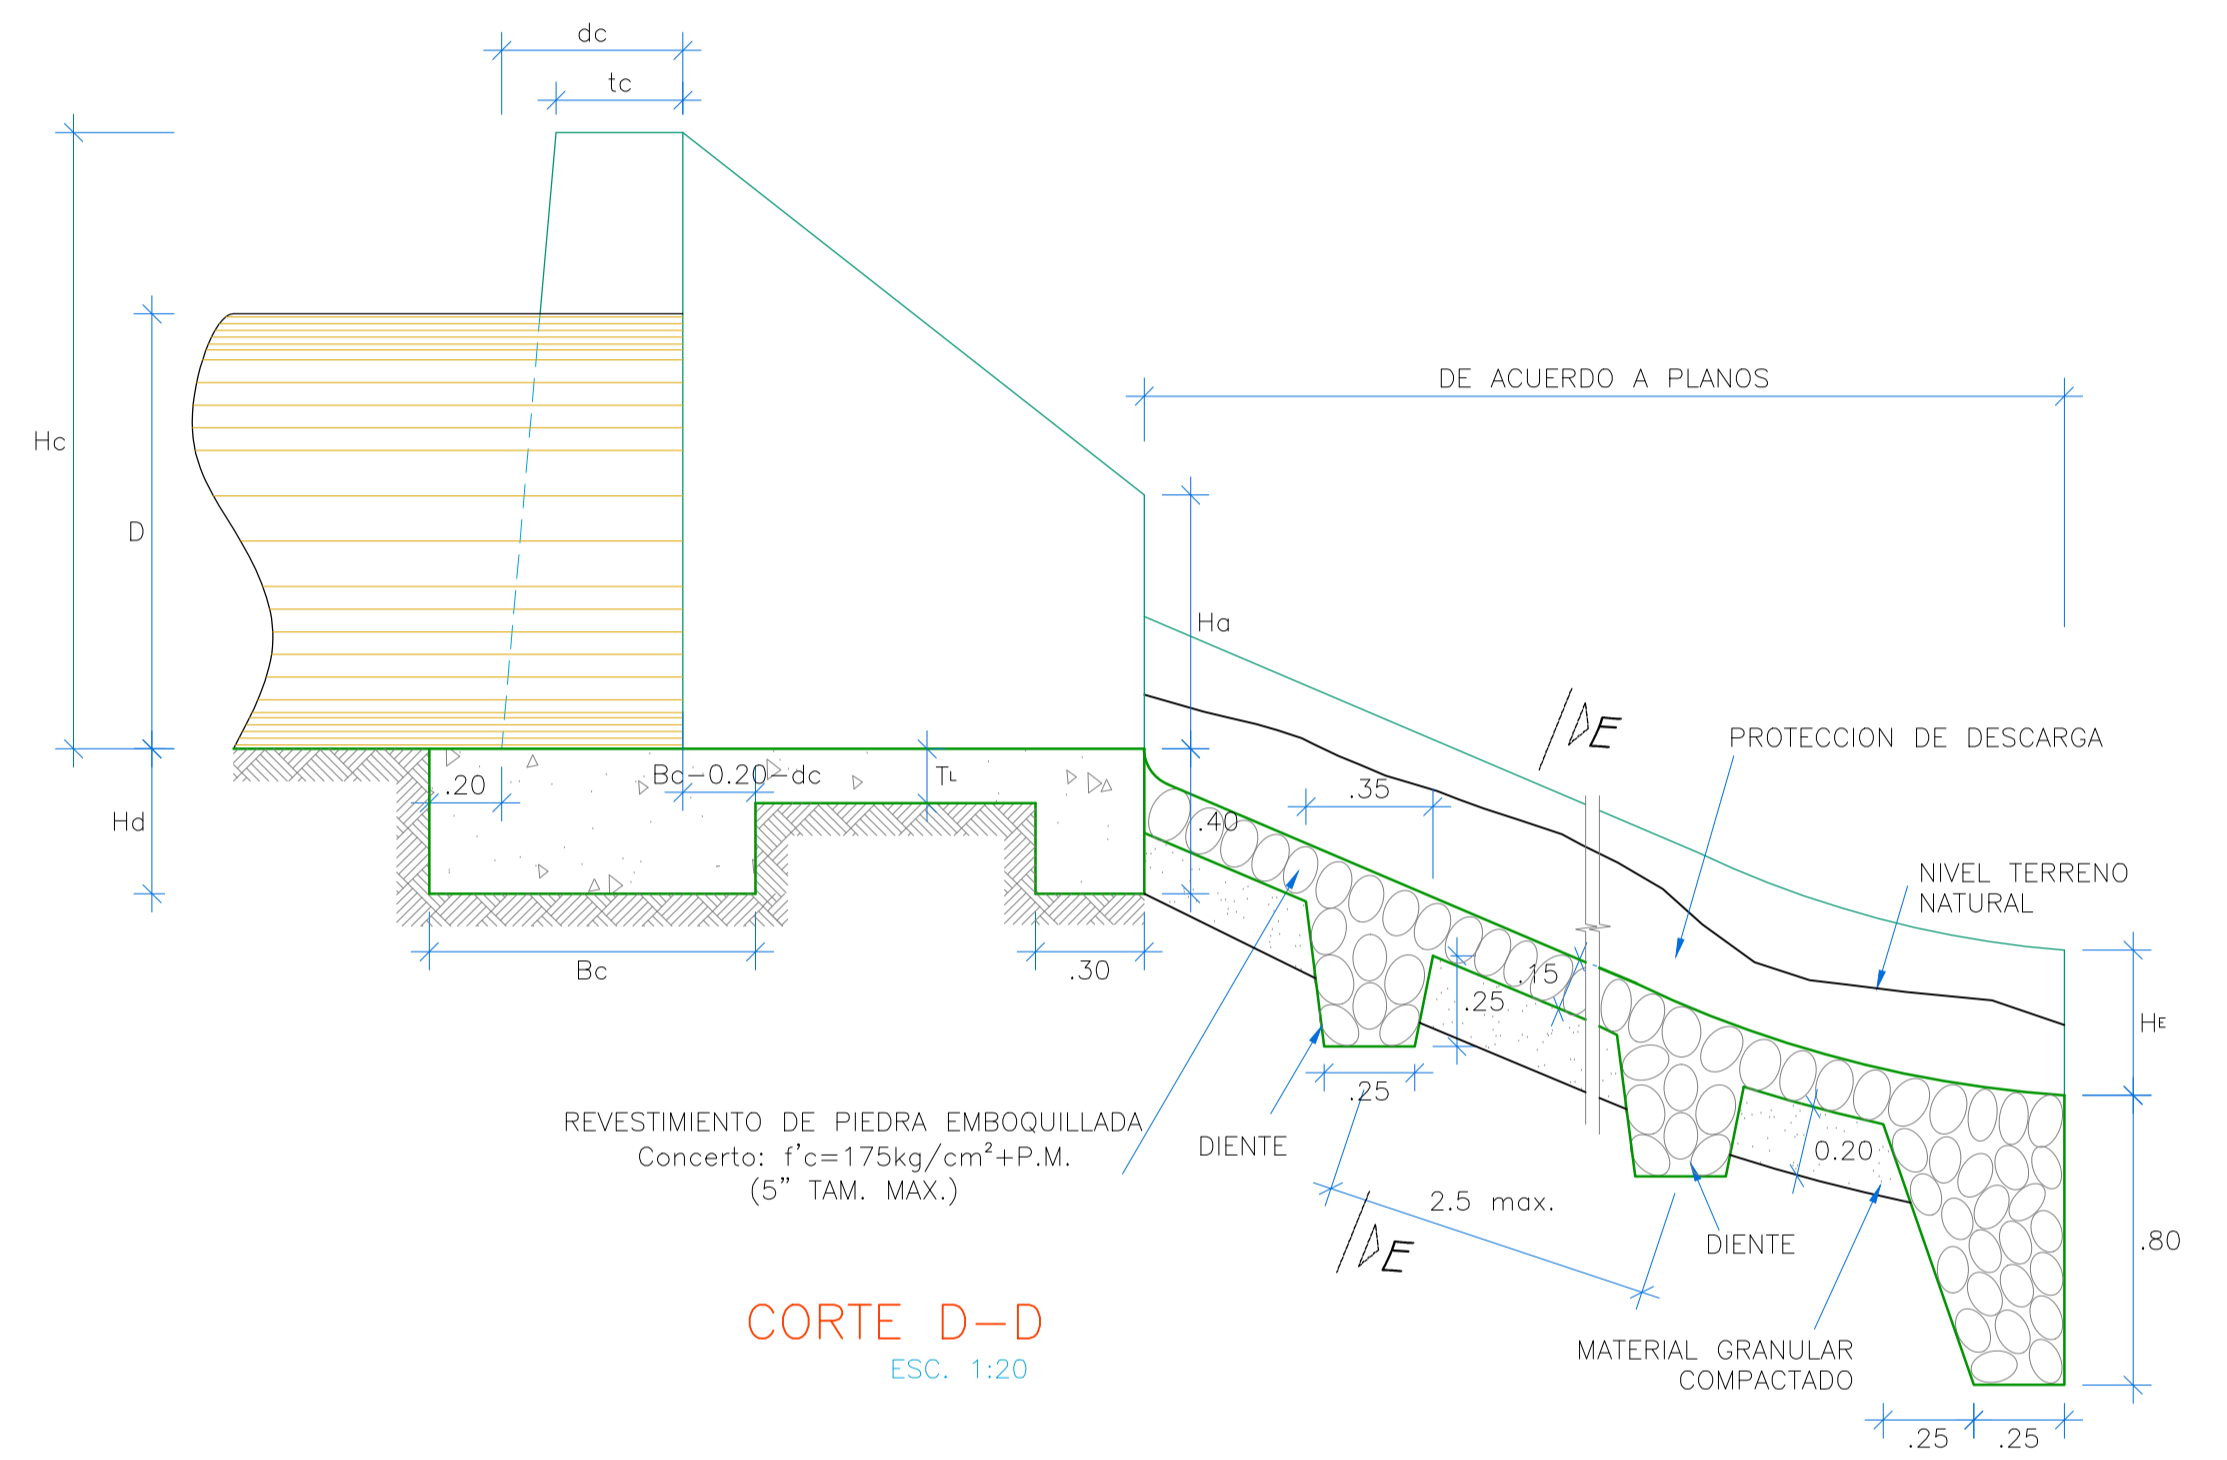 dc
tc
DE ACUERDO A PLANOS
Hc
D
Ha
E
PROTECCION DE DESCARGA
.20
Bc-0.20-dc
TL
.35
Hd
.40
NIVEL TERRENO
NATURAL
Bc
.30
.15
.25
HE
.25
REVESTIMIENTO DE PIEDRA EMBOQUILLADA
Concerto: f'c=175kg/cm²+P.M.
(5" TAM. MAX.)
DIENTE
0.20
2.5 max.
E
DIENTE
.80
CORTE D-D
ESC. 1:20
MATERIAL GRANULAR
COMPACTADO
.25
.25